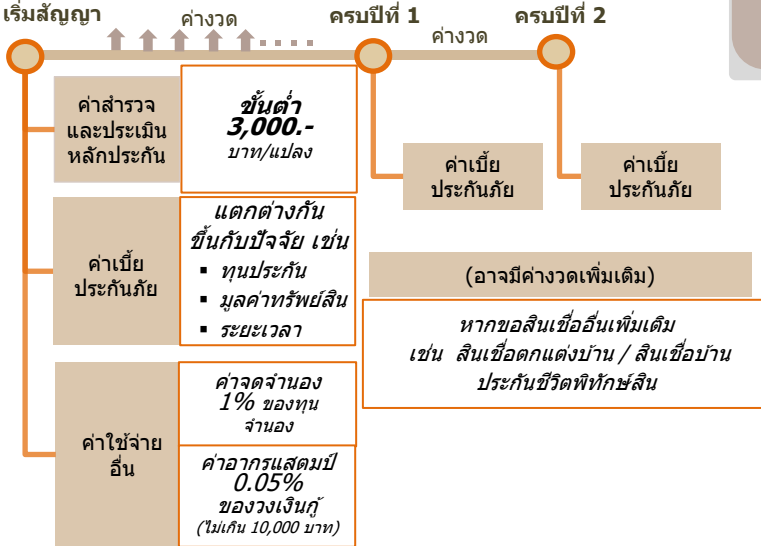 เริ่มสัญญา
ค่างวด
ครบปีที่ 1
ค่างวด
ครบปีที่ 2
ค่าสำรวจ
และประเมิน
หลักประกัน
ขั้นต่ำ
3,000.-
บาท/แปลง
ค่าเบี้ย
ประกันภัย
ค่าเบี้ย
ประกันภัย
ค่าเบี้ย
ประกันภัย
แตกต่างกัน
ขึ้นกับปัจจัย เช่น
▪ ทุนประกัน
▪ มูลค่าทรัพย์สิน
▪ ระยะเวลา
(อาจมีค่างวดเพิ่มเติม)
หากขอสินเชื่ออื่นเพิ่มเติม
เช่น สินเชื่อตกแต่งบ้าน / สินเชื่อบ้าน
ประกันชีวิตพิทักษ์สิน
ค่าใช้จ่าย
อื่น
ค่าจดจำนอง
1% ของทุน
จำนอง
ค่าอากรแสตมป์
0.05%
ของวงเงินกู้
(ไม่เกิน 10,000 บาท)